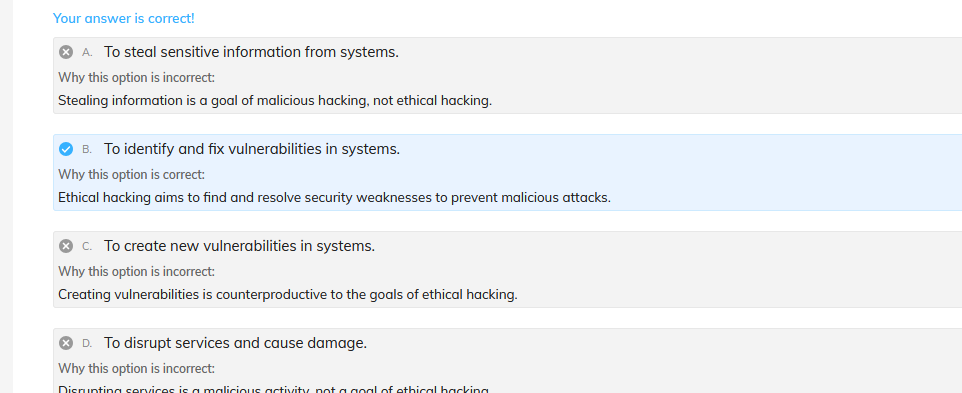 Your answer is correct!
A. To steal sensitive information from systems.
Why this option is incorrect:
Stealing information is a goal of malicious hacking, not ethical hacking.
B. To identify and fix vulnerabilities in systems.
Why this option is correct:
Ethical hacking aims to find and resolve security weaknesses to prevent malicious attacks.
C. To create new vulnerabilities in systems.
Why this option is incorrect:
Creating vulnerabilities is counterproductive to the goals of ethical hacking.
D. To disrupt services and cause damage.
Why this option is incorrect:
Disrupting services is a malicious activity, not a goal of ethical hacking.